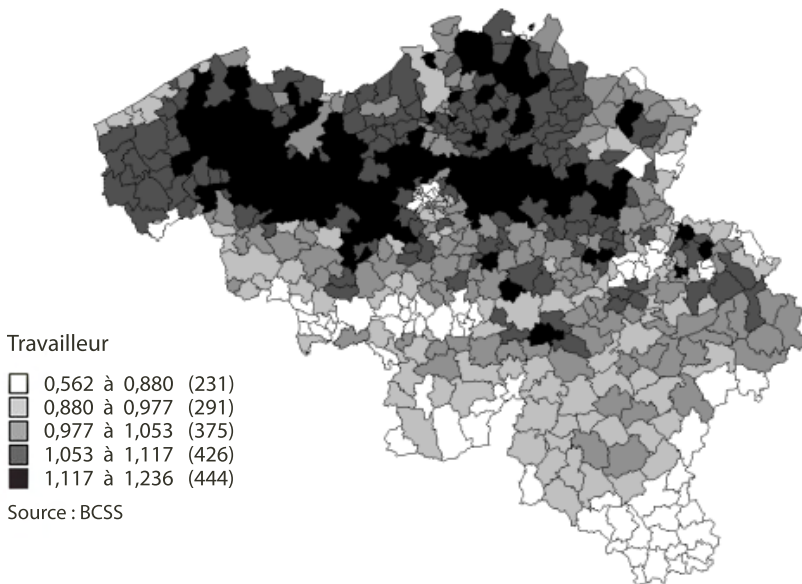 Travailleur
0,562 à 0,880 (231)
0,880 à 0,977 (291)
0,977 à 1,053 (375)
1,053 à 1,117 (426)
1,117 à 1,236 (444)
Source : BCSS